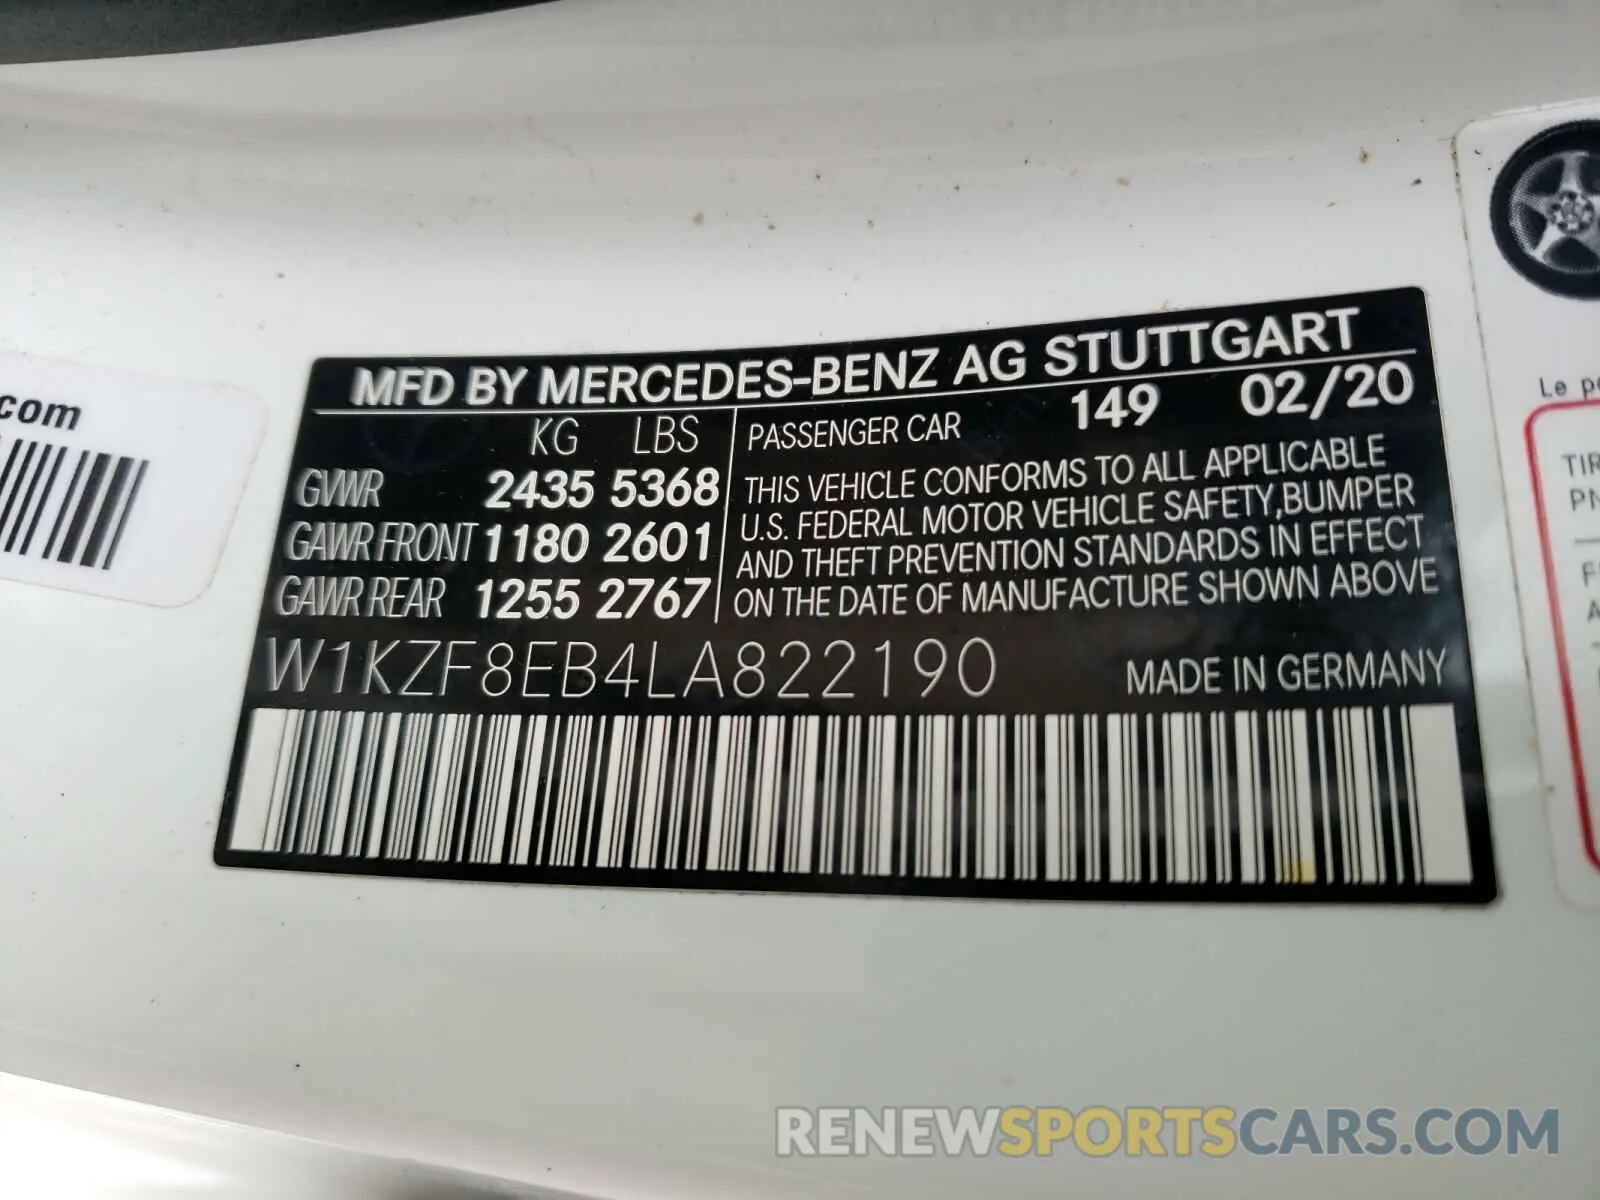 .com
MFD BY MERCEDES-BENZ AG STUTTGART
KG LBS
GVWR 2435 5368
GAWR FRONT 1180 2601
GAWR REAR 1255 2767
PASSENGER CAR 149 02/20
THIS VEHICLE CONFORMS TO ALL APPLICABLE
U.S. FEDERAL MOTOR VEHICLE SAFETY,BUMPER
AND THEFT PREVENTION STANDARDS IN EFFECT
ON THE DATE OF MANUFACTURE SHOWN ABOVE
W1KZF8EB4LA822190 MADE IN GERMANY
Le
RENEWSPORTSCARS.COM